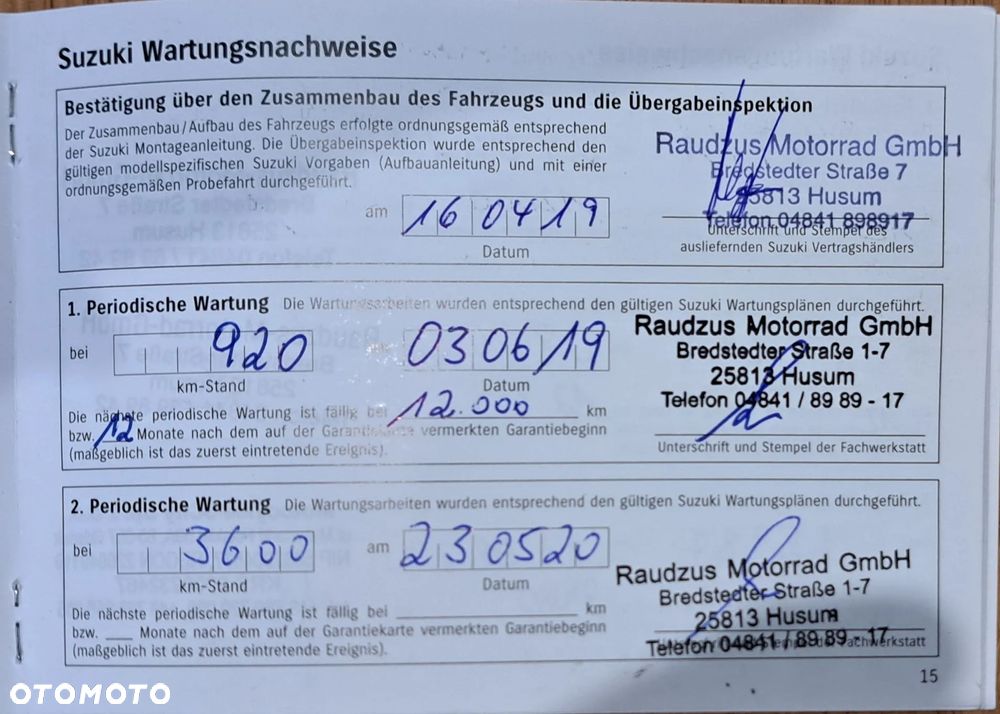 Suzuki Wartungsnachweise
Bestätigung über den Zusammenbau des Fahrzeugs und die Übergabeinspektion
Der Zusammenbau/Aufbau des Fahrzeugs erfolgte ordnungsgemäß entsprechend
der Suzuki Montageanleitung. Die Übergabeinspektion wurde entsprechend den
gültigen modellspezifischen Suzuki Vorgaben (Aufbauanleitung) und mit einer
ordnungsgemäßen Probefahrt durchgeführt.
am 16 04 19
Datum
Raudzus Motorrad GmbH
Bredstedter Straße 7
25813 Husum
Telefon 04841 898917
Unterschrift und Stempel des
ausliefernden Suzuki Vertragshändlers
1. Periodische Wartung Die Wartungsarbeiten wurden entsprechend den gültigen Suzuki Wartungsplänen durchgeführt.
bei 920 03 06 19
km-Stand Datum
Die nächste periodische Wartung ist fällig bei 12.000 km
bzw. 12 Monate nach dem auf der Garantiekarte vermerkten Garantiebeginn
(maßgeblich ist das zuerst eintretende Ereignis).
Raudzus Motorrad GmbH
Bredstedter Straße 1-7
25813 Husum
Telefon 04841 / 89 89 - 17
Unterschrift und Stempel der Fachwerkstatt
2. Periodische Wartung Die Wartungsarbeiten wurden entsprechend den gültigen Suzuki Wartungsplänen durchgeführt.
bei 3600 am 23 05 20
km-Stand Datum
Die nächste periodische Wartung ist fällig bei km
bzw. Monate nach dem auf der Garantiekarte vermerkten Garantiebeginn
(maßgeblich ist das zuerst eintretende Ereignis).
Raudzus Motorrad GmbH
Bredstedter Straße 1-7
25813 Husum
Telefon 04841 / 89 89 - 17
der Fachwerkstatt
15
OTOMOTO